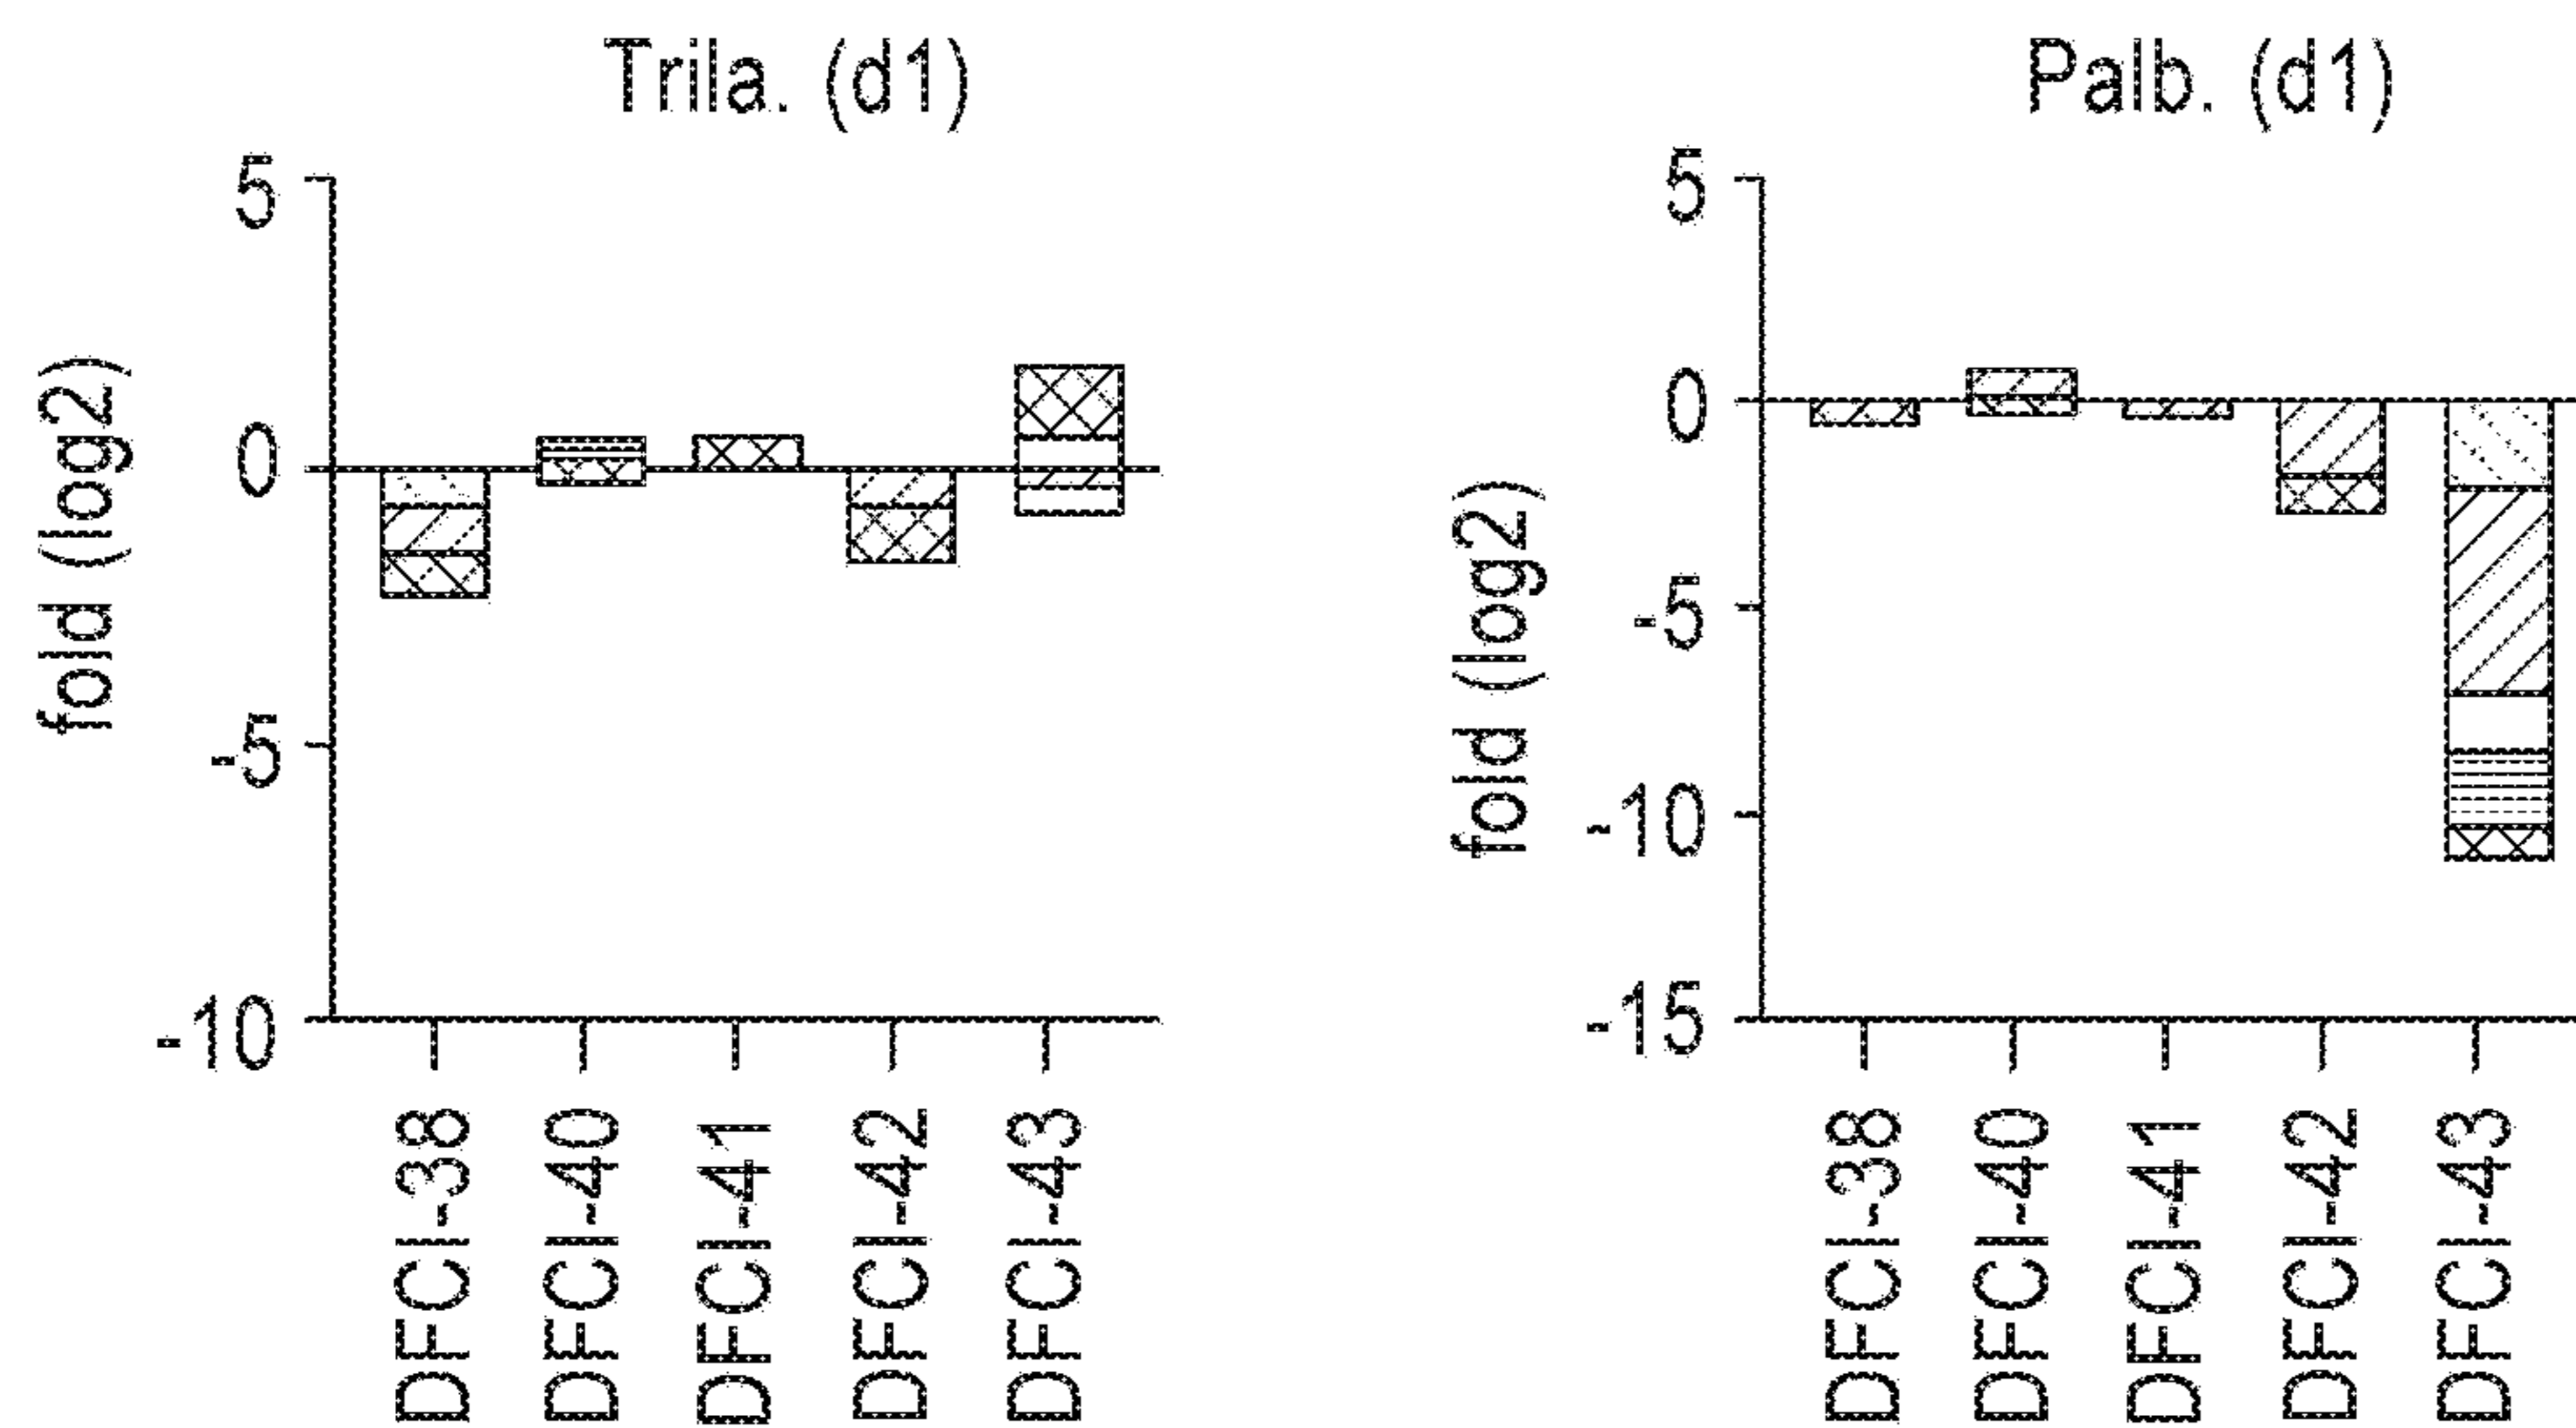 Trila. (d1)
fold (log2)
5
0
-5
-10
DFCI-38
DFCI-40
DFCI-41
DFCI-42
DFCI-43
Palb. (d1)
fold (log2)
5
0
-5
-10
-15
DFCI-38
DFCI-40
DFCI-41
DFCI-42
DFCI-43